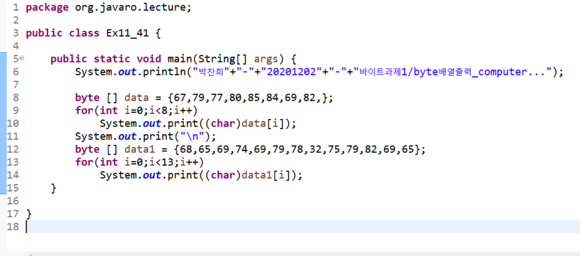 1 package org.javaro.lecture;
2
3 public class Ex11_41 {
4
5 public static void main(String[] args) {
6 System.out.println("박찬희"+"-"+"20201202"+"-"+"바이트과제1/byte배열출력_computer...");
7
8 byte [] data = {67,79,77,80,85,84,69,82,};
9 for(int i=0;i<8;i++)
10 System.out.print((char)data[i]);
11 System.out.print("\n");
12 byte [] data1 = {68,65,69,74,69,79,78,32,75,79,82,69,65};
13 for(int i=0;i<13;i++)
14 System.out.print((char)data1[i]);
15 }
16
17 }
18